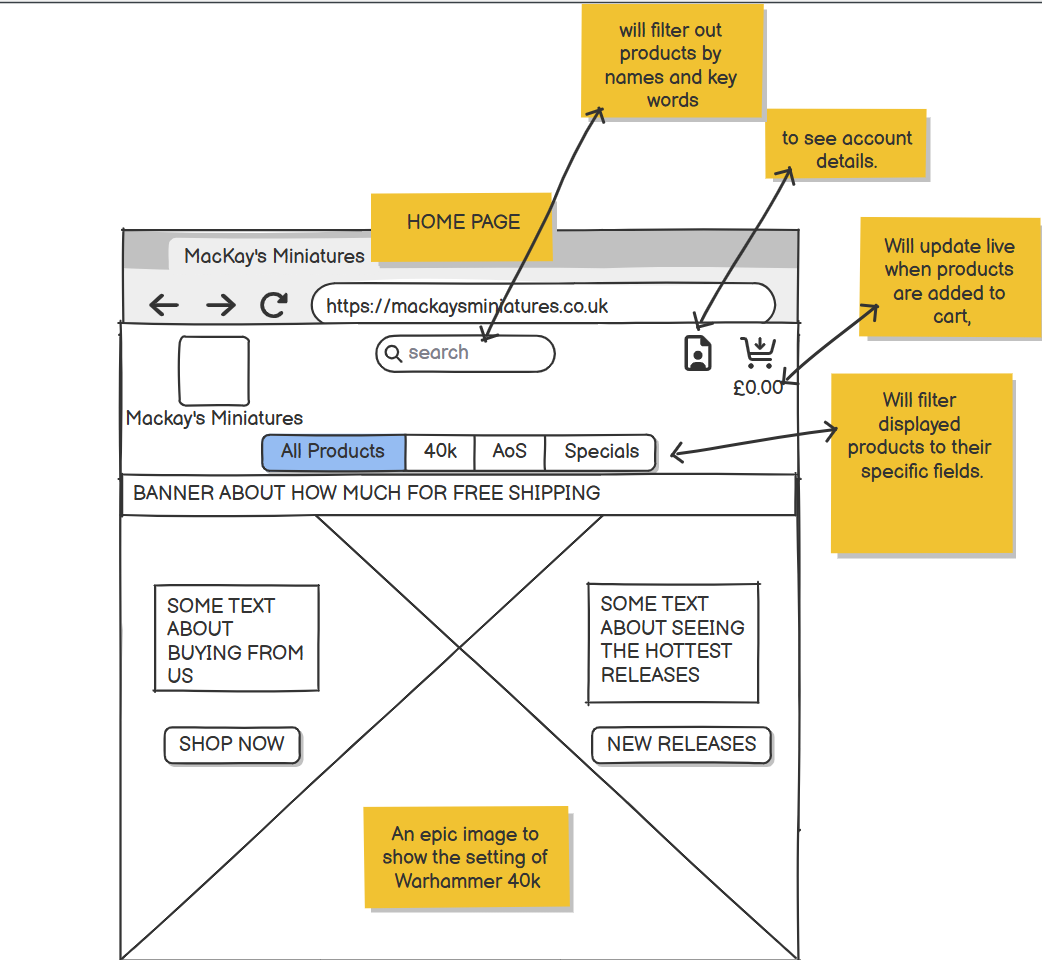 will filter out
products by
names and key
words
to see account
details.
HOME PAGE
Will update live
when products
are added to
cart,
MacKay's Miniatures
https://mackaysminiatures.co.uk
search
£0.00
Mackay's Miniatures
Will filter
displayed
products to their
specific fields.
All Products 40k AoS Specials
BANNER ABOUT HOW MUCH FOR FREE SHIPPING
SOME TEXT
ABOUT
BUYING FROM
US
SOME TEXT
ABOUT SEEING
THE HOTTEST
RELEASES
SHOP NOW
NEW RELEASES
An epic image to
show the setting of
Warhammer 40k